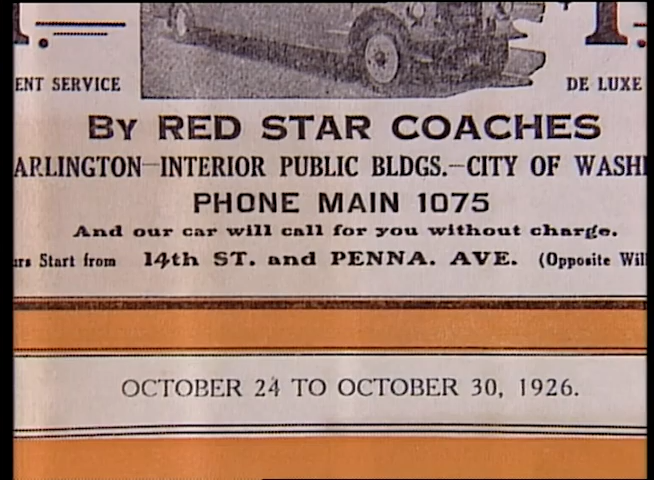 ENT SERVICE
DE LUXE
By RED STAR COACHES
ARLINGTON—INTERIOR PUBLIC BLDGS.—CITY OF WASHI
PHONE MAIN 1075
And our car will call for you without charge.
urs Start from 14th ST. and PENNA. AVE. (Opposite Wil
OCTOBER 24 TO OCTOBER 30, 1926.